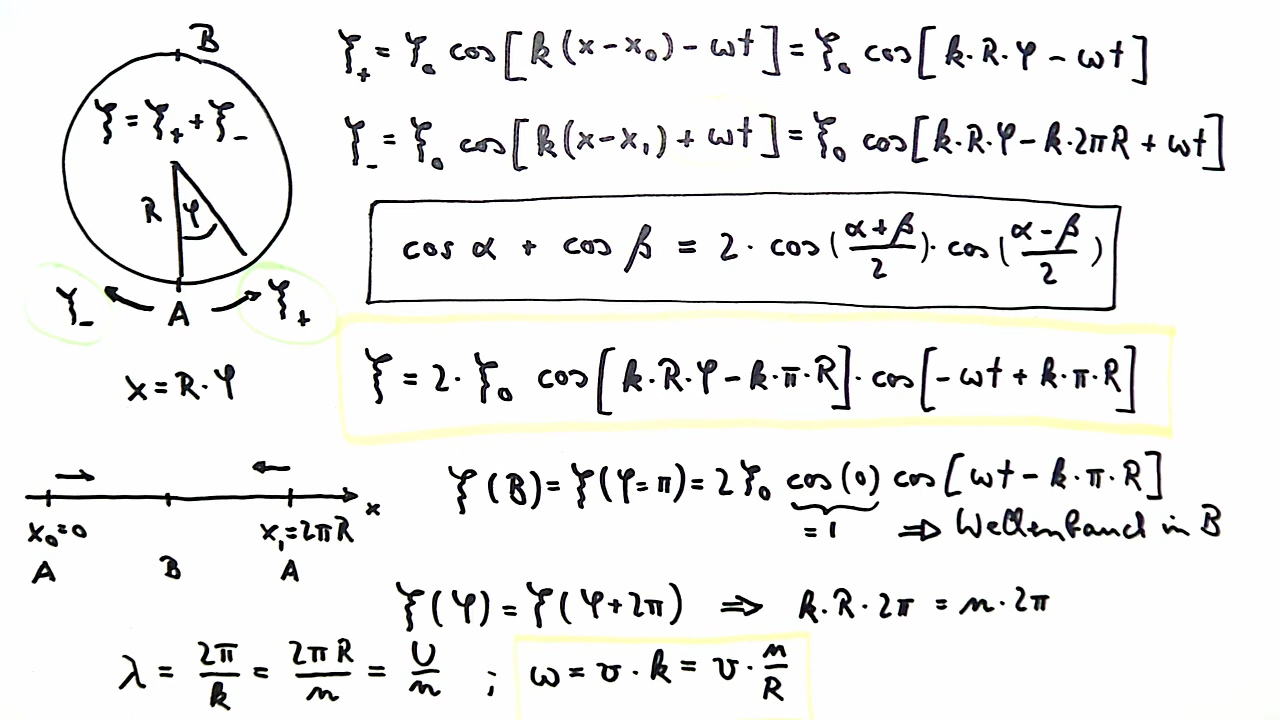 B
ξ = ξ₊ + ξ₋
R φ
ξ₋ A ξ₊
x = R · φ
ξ₊ = ξ₀ cos[k(x-x₀) - ωt] = ξ₀ cos[k·R·φ - ωt]
ξ₋ = ξ₀ cos[k(x-x₁) + ωt] = ξ₀ cos[k·R·φ - k·2πR + ωt]
cos α + cos β = 2 · cos((α+β)/2) · cos((α-β)/2)
ξ = 2 · ξ₀ cos[k·R·φ - k·π·R] · cos[-ωt + k·π·R]
x
x₀=0 x₁=2πR
A B A
ξ(B) = ξ(φ=π) = 2ξ₀ cos(0) cos[ωt - k·π·R]
=1 ⇒ Wellenbauch in B
ξ(φ) = ξ(φ+2π) ⇒ k·R·2π = n·2π
λ = 2π/k = 2πR/n = U/n ; ω = v · k = v · n/R